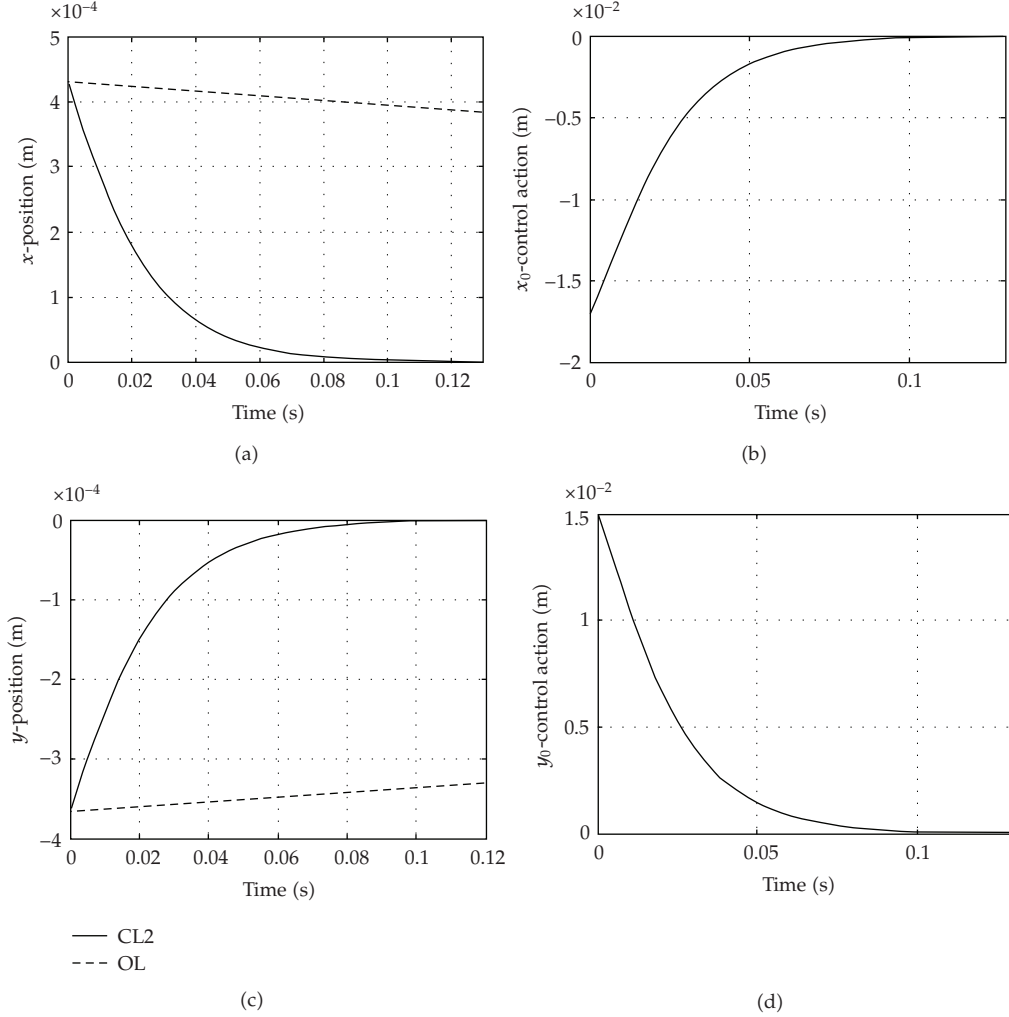 ×10⁻⁴
5
4
3
2
1
0
x-position (m)
0 0.02 0.04 0.06 0.08 0.1 0.12
Time (s)
(a)
×10⁻²
0
−0.5
−1
−1.5
−2
x₀-control action (m)
0 0.05 0.1
Time (s)
(b)
×10⁻⁴
0
−1
−2
−3
−4
y-position (m)
0 0.02 0.04 0.06 0.08 0.1 0.12
Time (s)
CL2
OL
(c)
×10⁻²
1.5
1
0.5
0
y₀-control action (m)
0 0.05 0.1
Time (s)
(d)